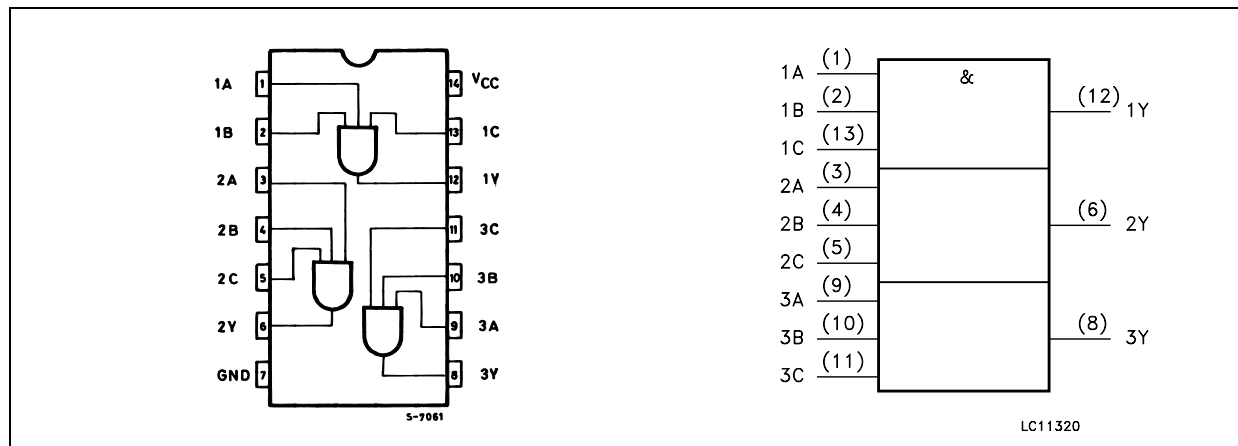 1A 1 14 VCC
1B 2 13 1C
2A 3 12 1V
2B 4 11 3C
2C 5 10 3B
2Y 6 9 3A
GND 7 8 3Y
S-7061
&
1A (1)
1B (2)
1C (13)
2A (3)
2B (4)
2C (5)
3A (9)
3B (10)
3C (11)
(12) 1Y
(6) 2Y
(8) 3Y
LC11320